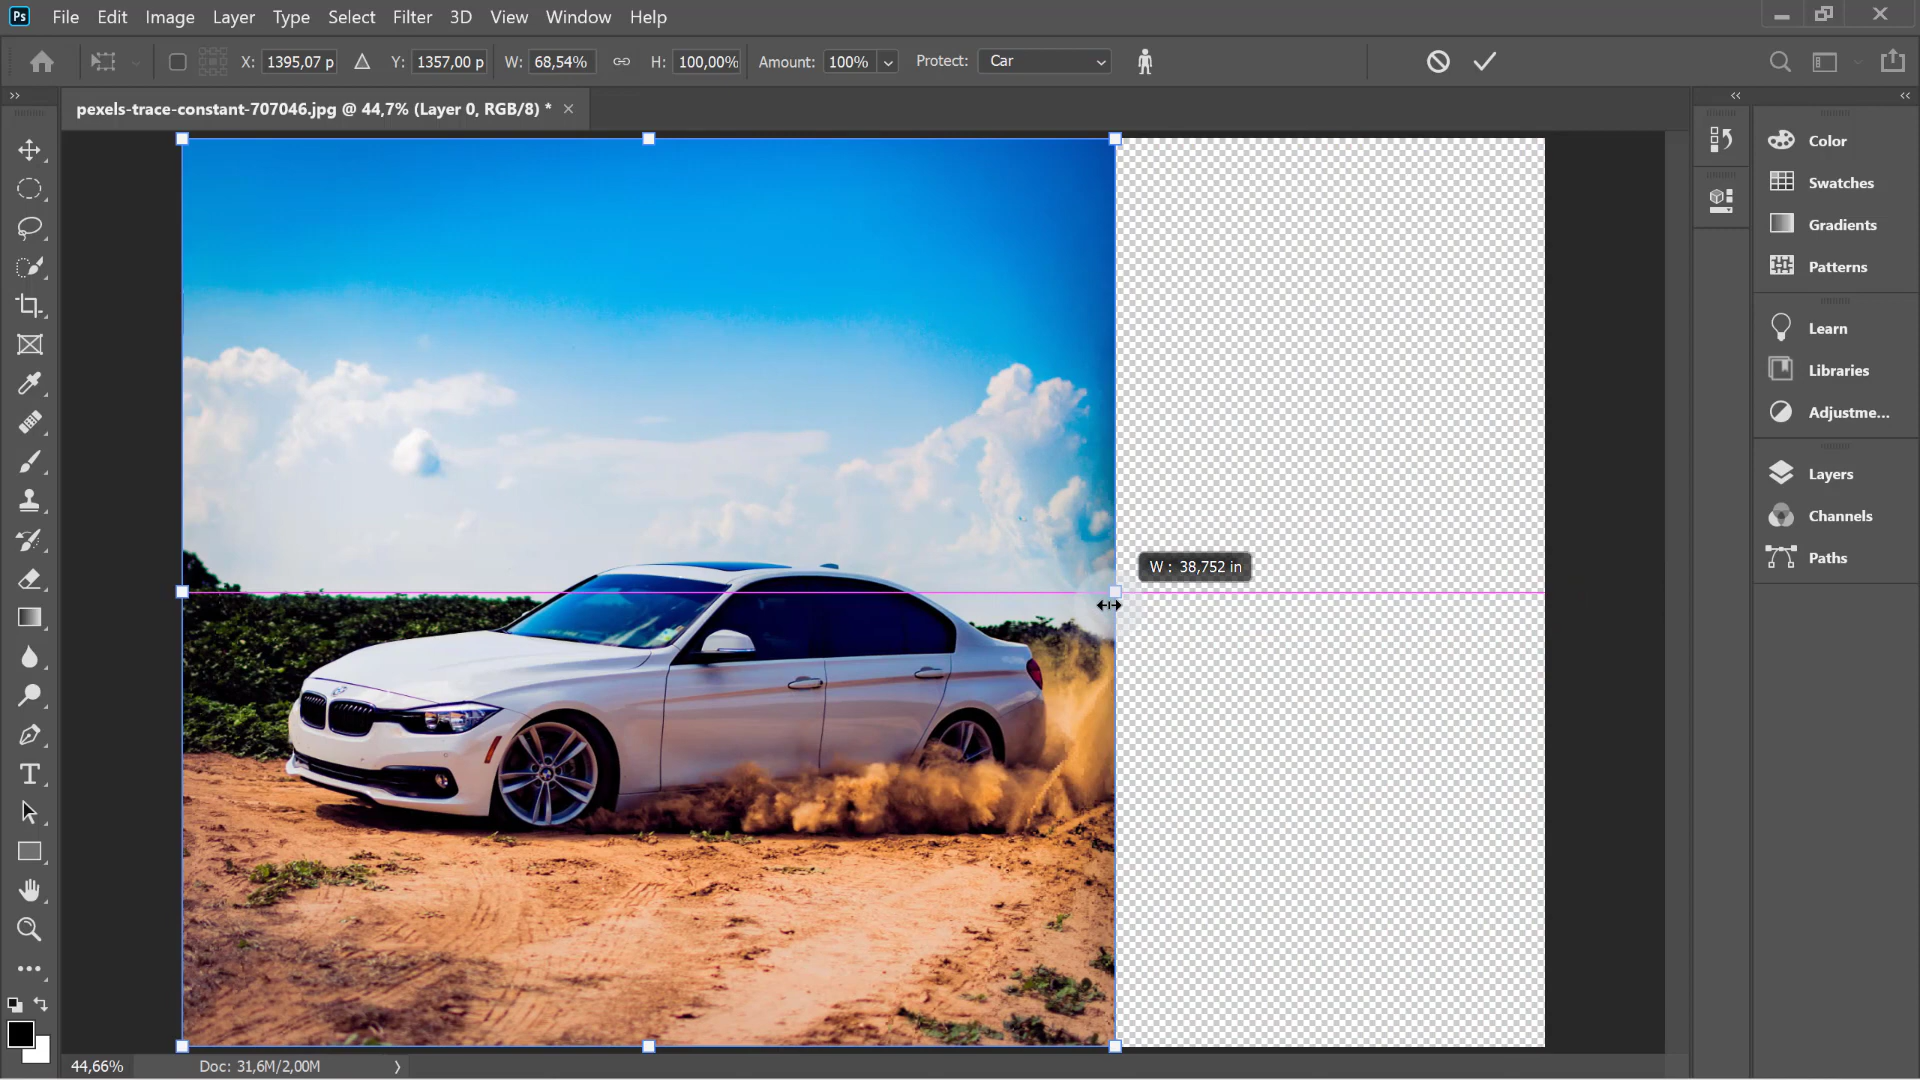 Ps File Edit Image Layer Type Select Filter 3D View Window Help
X: 1395,07 p Y: 1357,00 p W: 68,54% H: 100,00% Amount: 100% Protect: Car
pexels-trace-constant-707046.jpg @ 44,7% (Layer 0, RGB/8) *
Color
Swatches
Gradients
Patterns
Learn
Libraries
Adjustme...
Layers
Channels
Paths
W : 38,752 in
44,66% Doc: 31,6M/2,00M